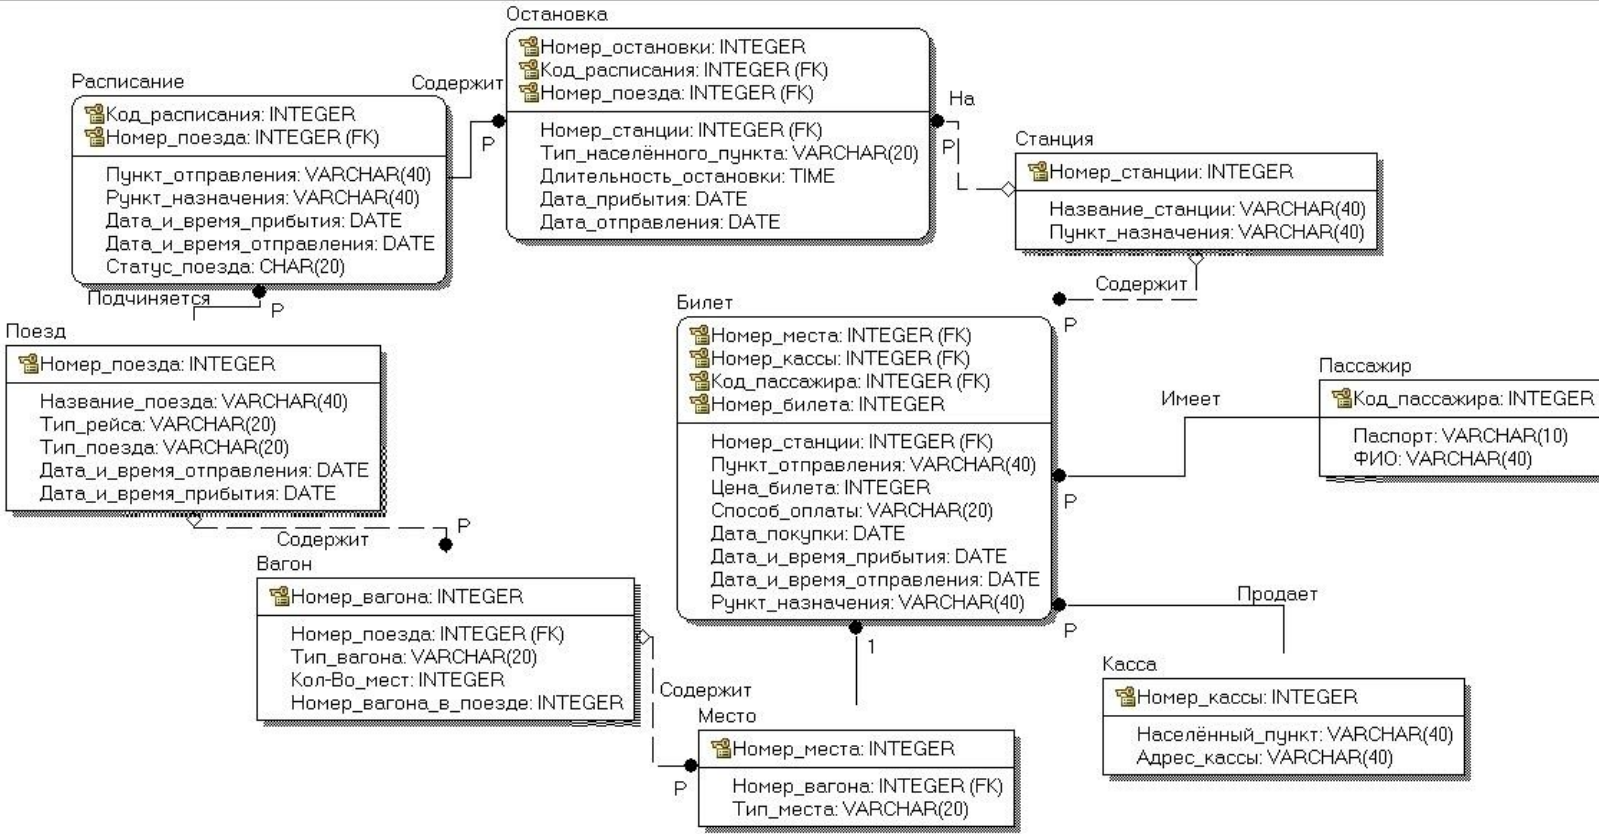 Остановка
Номер_остановки: INTEGER
Код_расписания: INTEGER (FK)
Номер_поезда: INTEGER (FK)
Номер_станции: INTEGER (FK)
Тип_населённого_пункта: VARCHAR(20)
Длительность_остановки: TIME
Дата_прибытия: DATE
Дата_отправления: DATE
Расписание
Код_расписания: INTEGER
Номер_поезда: INTEGER (FK)
Пункт_отправления: VARCHAR(40)
Рункт_назначения: VARCHAR(40)
Дата_и_время_прибытия: DATE
Дата_и_время_отправления: DATE
Статус_поезда: CHAR(20)
Содержит
P
На
P
Станция
Номер_станции: INTEGER
Название_станции: VARCHAR(40)
Пункт_назначения: VARCHAR(40)
Содержит
P
Подчиняется
P
Поезд
Номер_поезда: INTEGER
Название_поезда: VARCHAR(40)
Тип_рейса: VARCHAR(20)
Тип_поезда: VARCHAR(20)
Дата_и_время_отправления: DATE
Дата_и_время_прибытия: DATE
Содержит
P
Билет
Номер_места: INTEGER (FK)
Номер_кассы: INTEGER (FK)
Код_пассажира: INTEGER (FK)
Номер_билета: INTEGER
Номер_станции: INTEGER (FK)
Пункт_отправления: VARCHAR(40)
Цена_билета: INTEGER
Способ_оплаты: VARCHAR(20)
Дата_покупки: DATE
Дата_и_время_прибытия: DATE
Дата_и_время_отправления: DATE
Рункт_назначения: VARCHAR(40)
Имеет
P
Пассажир
Код_пассажира: INTEGER
Паспорт: VARCHAR(10)
ФИО: VARCHAR(40)
Продает
P
Касса
Номер_кассы: INTEGER
Населённый_пункт: VARCHAR(40)
Адрес_кассы: VARCHAR(40)
Вагон
Номер_вагона: INTEGER
Номер_поезда: INTEGER (FK)
Тип_вагона: VARCHAR(20)
Кол-Во_мест: INTEGER
Номер_вагона_в_поезде: INTEGER
Содержит
P
1
Место
Номер_места: INTEGER
Номер_вагона: INTEGER (FK)
Тип_места: VARCHAR(20)